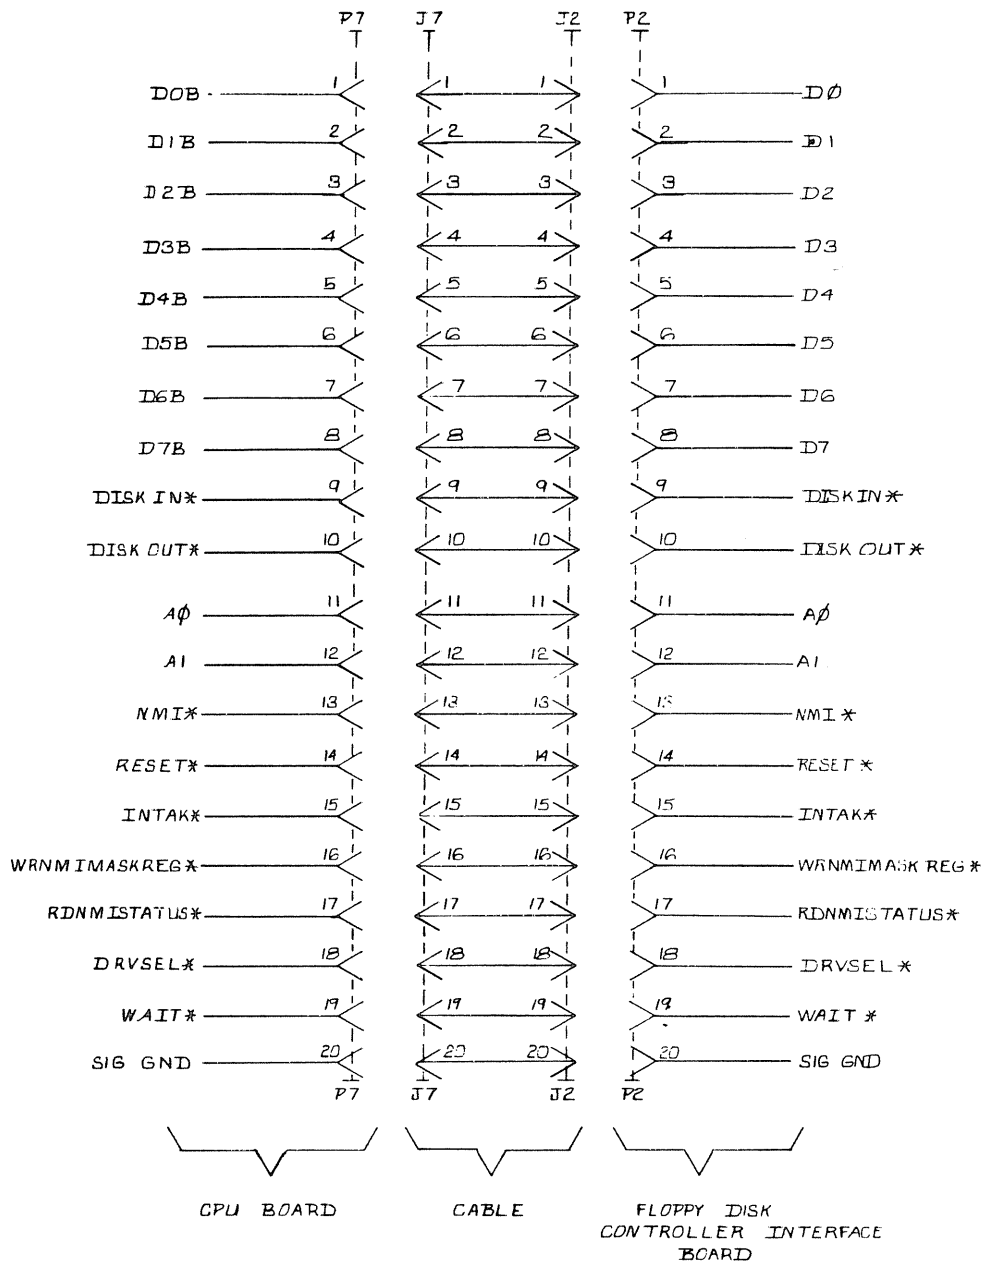 P7 J7 J2 P2
D0B 1 1 1 1 DØ
D1B 2 2 2 2 D1
D2B 3 3 3 3 D2
D3B 4 4 4 4 D3
D4B 5 5 5 5 D4
D5B 6 6 6 6 D5
D6B 7 7 7 7 D6
D7B 8 8 8 8 D7
DISK IN* 9 9 9 9 DISK IN*
DISK OUT* 10 10 10 10 DISK OUT*
AØ 11 11 11 11 AØ
A1 12 12 12 12 A1
NMI* 13 13 13 13 NMI*
RESET* 14 14 14 14 RESET*
INTAK* 15 15 15 15 INTAK*
WRNMIMASKREG* 16 16 16 16 WRNMIMASKREG*
RDNMISTATUS* 17 17 17 17 RDNMISTATUS*
DRVSEL* 18 18 18 18 DRVSEL*
WAIT* 19 19 19 19 WAIT*
SIG GND 20 20 20 20 SIG GND
P7 J7 J2 P2
CPU BOARD CABLE FLOPPY DISK
CONTROLLER INTERFACE
BOARD